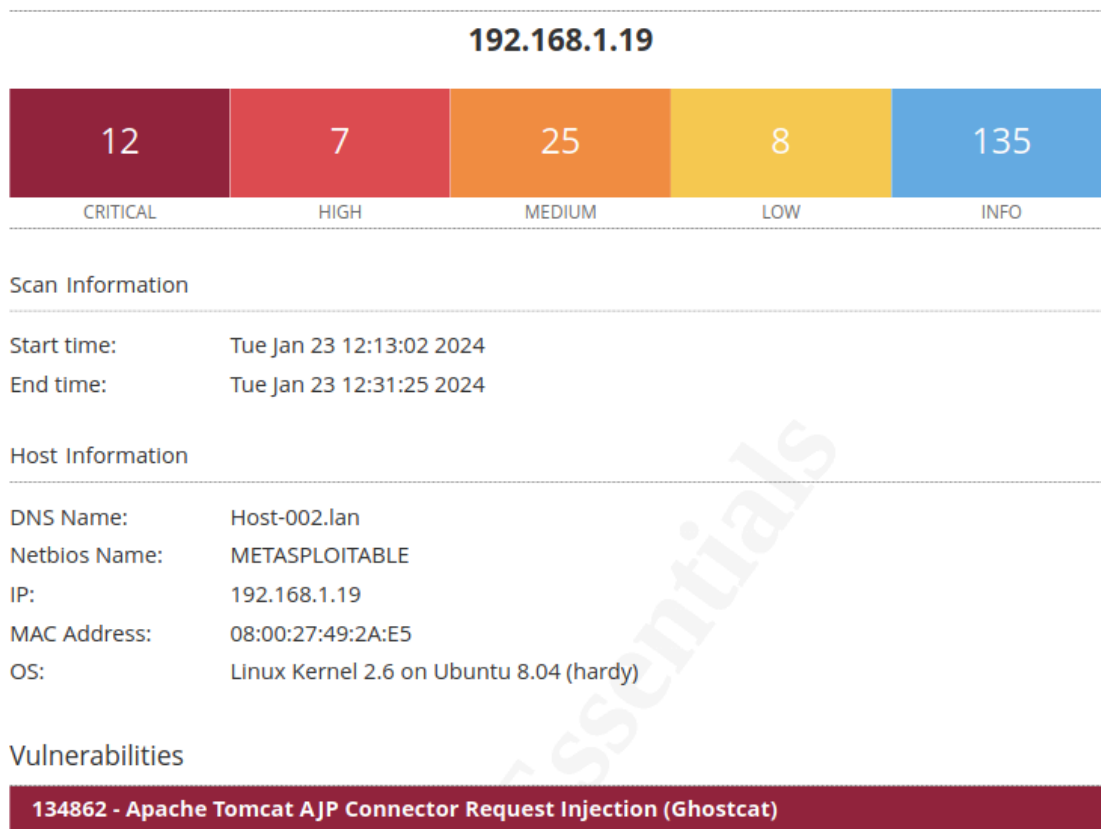 192.168.1.19
12 7 25 8 135
CRITICAL HIGH MEDIUM LOW INFO
Scan Information
Start time: Tue Jan 23 12:13:02 2024
End time: Tue Jan 23 12:31:25 2024
Host Information
DNS Name: Host-002.lan
Netbios Name: METASPLOITABLE
IP: 192.168.1.19
MAC Address: 08:00:27:49:2A:E5
OS: Linux Kernel 2.6 on Ubuntu 8.04 (hardy)
Essentials
Vulnerabilities
134862 - Apache Tomcat AJP Connector Request Injection (Ghostcat)